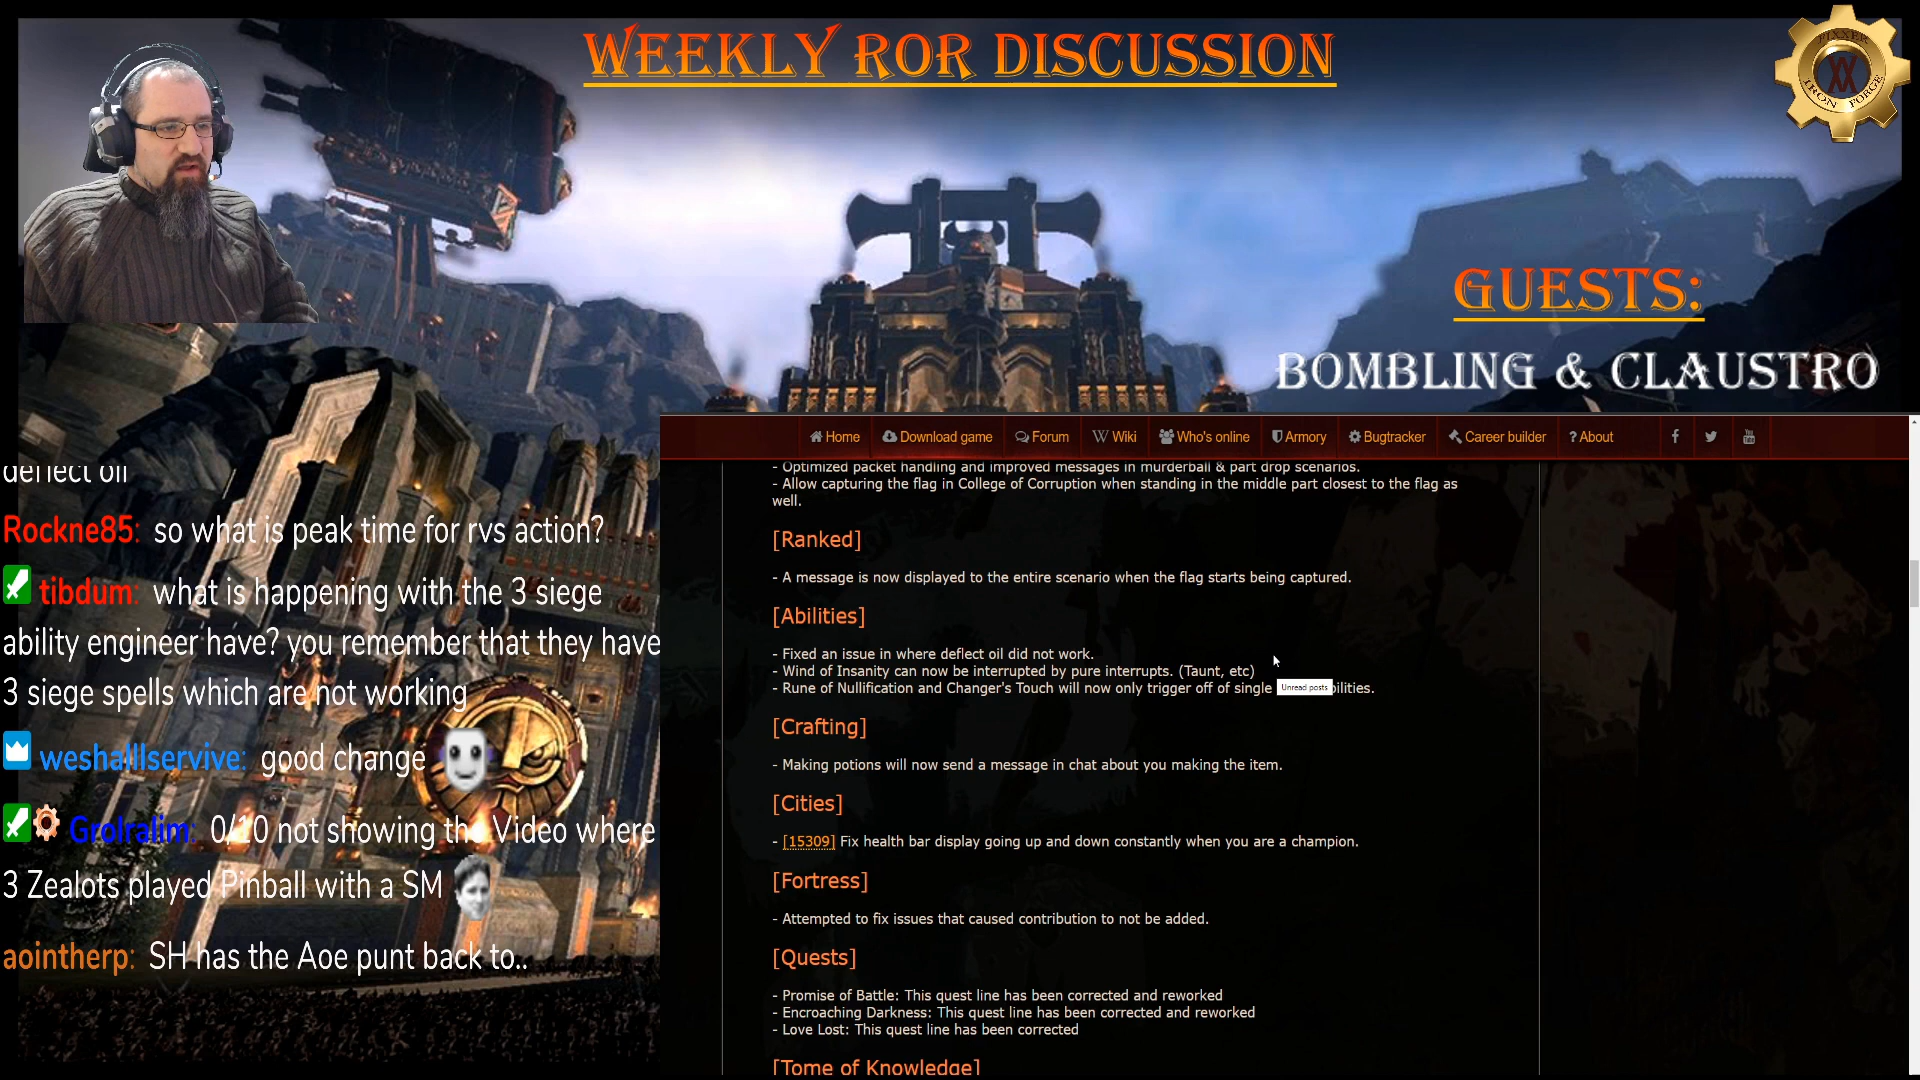 WEEKLY ROR DISCUSSION
FIXXER
IRON FORGE
GUESTS:
BOMBLING & CLAUSTRO
Home
Download game
Forum
Wiki
Who's online
Armory
Bugtracker
Career builder
? About
deflect oil
Rockne85: so what is peak time for rvs action?
tibdum: what is happening with the 3 siege
ability engineer have? you remember that they have
3 siege spells which are not working
weshalllservive: good change
Grolralim: 0/10 not showing the Video where
3 Zealots played Pinball with a SM
aointherp: SH has the Aoe punt back to..
- Optimized packet handling and improved messages in murderball & part drop scenarios.
- Allow capturing the flag in College of Corruption when standing in the middle part closest to the flag as
well.
[Ranked]
- A message is now displayed to the entire scenario when the flag starts being captured.
[Abilities]
- Fixed an issue in where deflect oil did not work.
- Wind of Insanity can now be interrupted by pure interrupts. (Taunt, etc)
- Rune of Nullification and Changer's Touch will now only trigger off of single bilities.
Unread posts
[Crafting]
- Making potions will now send a message in chat about you making the item.
[Cities]
- [15309] Fix health bar display going up and down constantly when you are a champion.
[Fortress]
- Attempted to fix issues that caused contribution to not be added.
[Quests]
- Promise of Battle: This quest line has been corrected and reworked
- Encroaching Darkness: This quest line has been corrected and reworked
- Love Lost: This quest line has been corrected
[Tome of Knowledge]